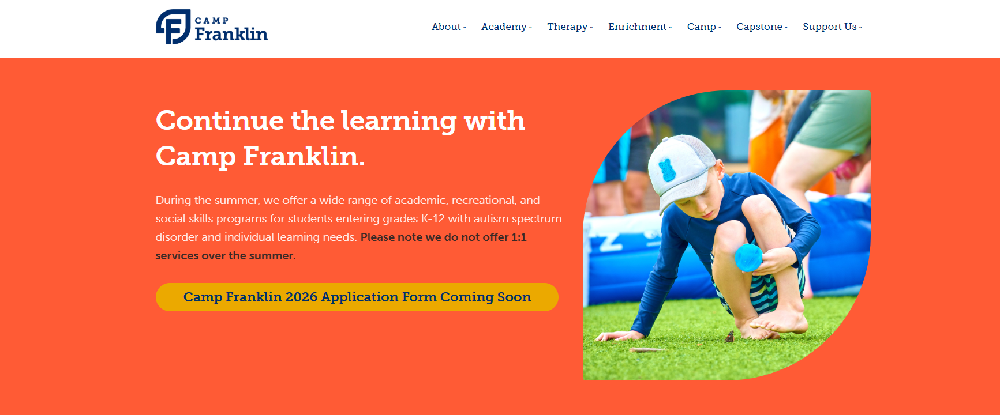 CAMP
Franklin
About
Academy
Therapy
Enrichment
Camp
Capstone
Support Us
Continue the learning with
Camp Franklin.
During the summer, we offer a wide range of academic, recreational, and
social skills programs for students entering grades K-12 with autism spectrum
disorder and individual learning needs. Please note we do not offer 1:1
services over the summer.
Camp Franklin 2026 Application Form Coming Soon